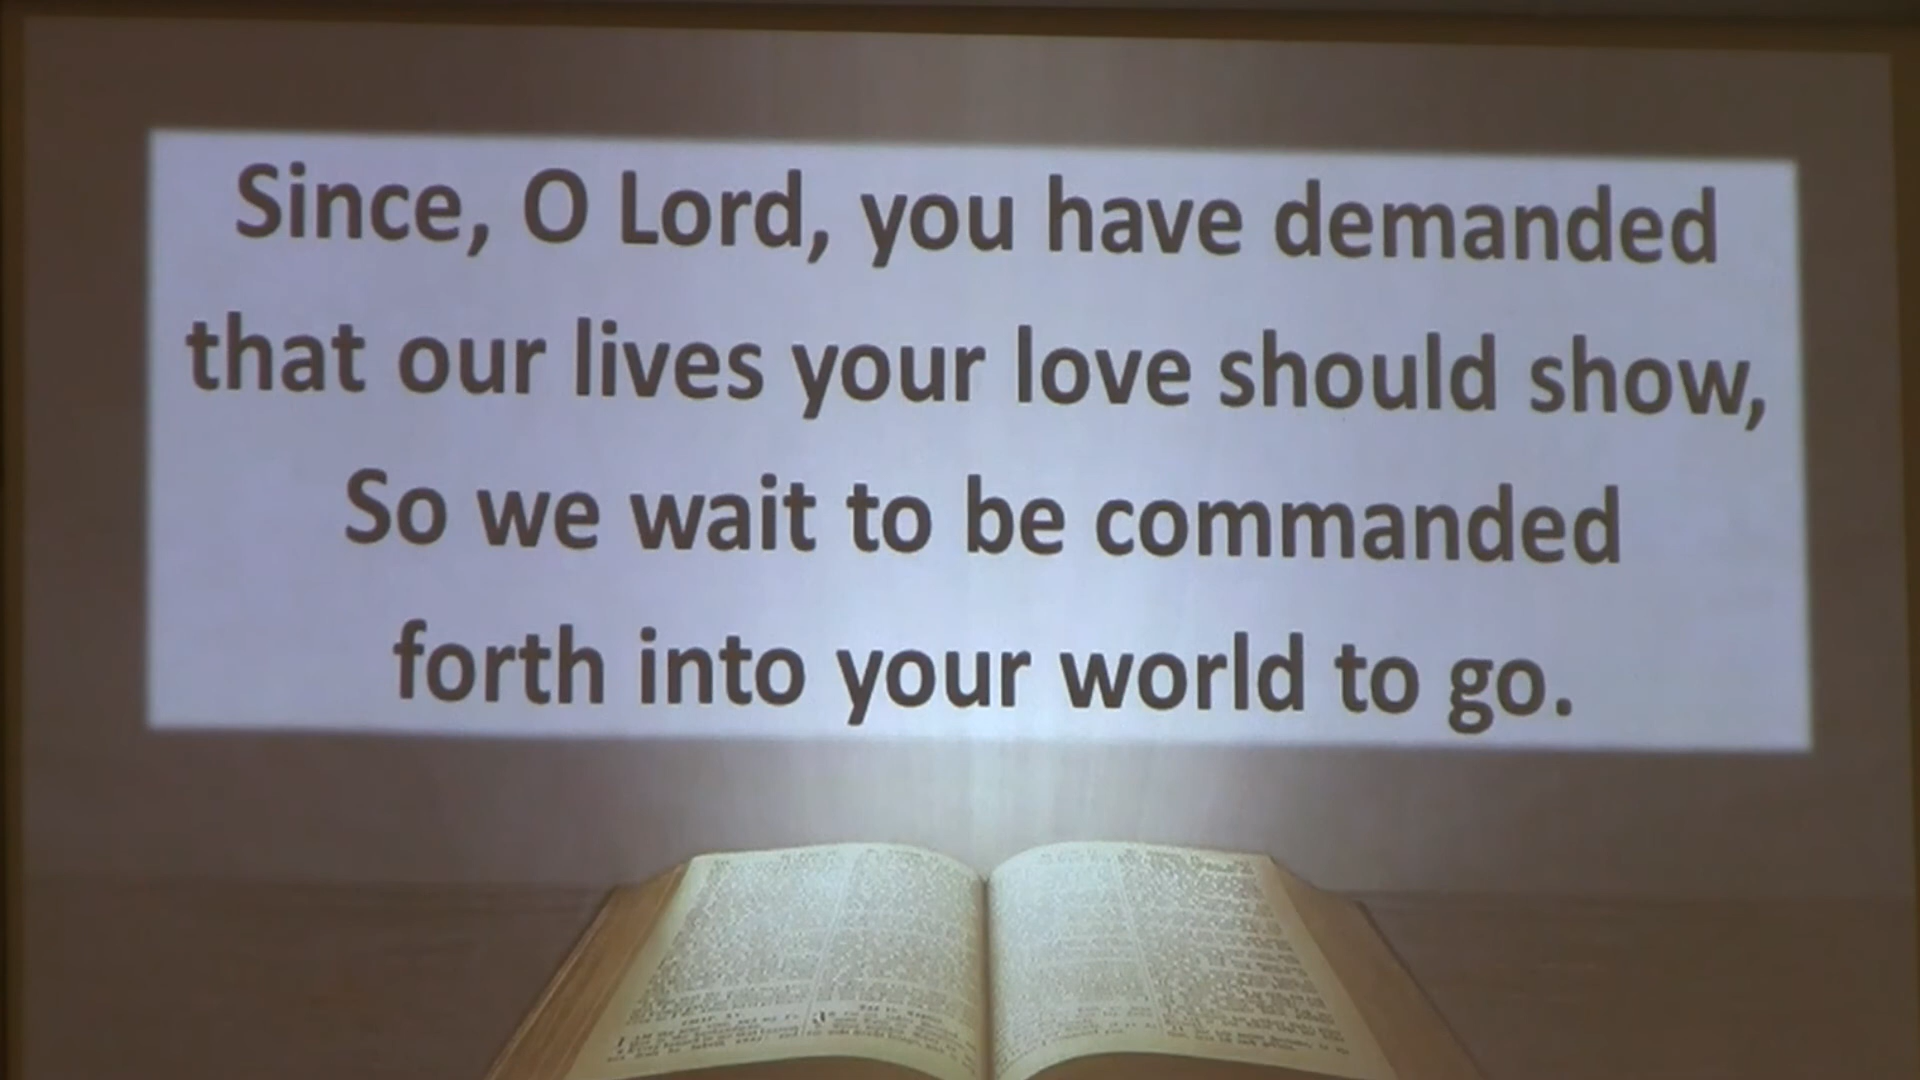 Since, O Lord, you have demanded
that our lives your love should show,
So we wait to be commanded
forth into your world to go.